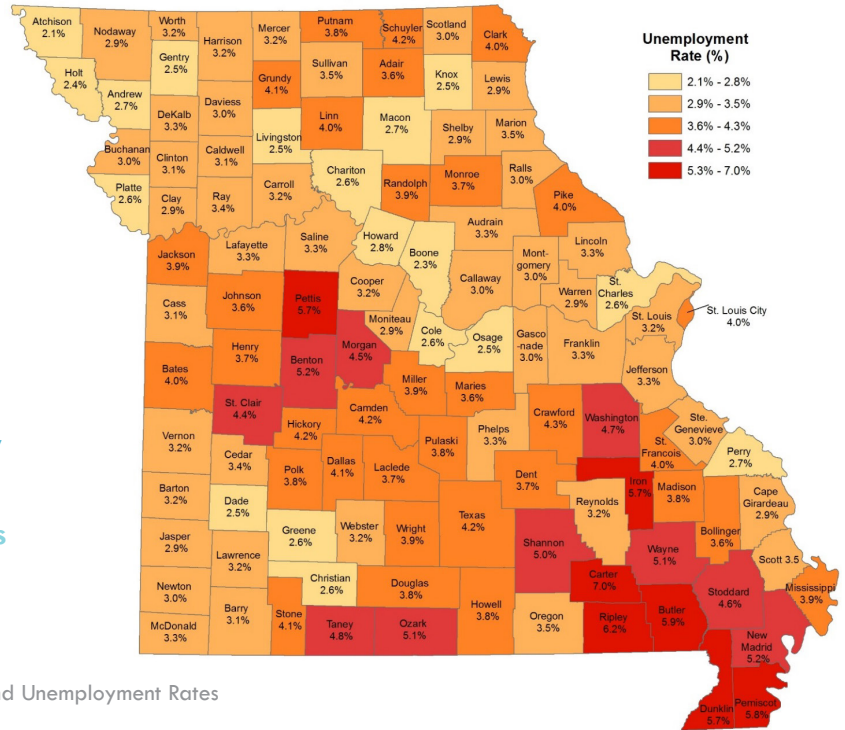 Atchison
2.1%
Nodaway
2.9%
Worth
3.2%
Harrison
3.2%
Mercer
3.2%
Putnam
3.8%
Schuyler
4.2%
Scotland
3.0%
Clark
4.0%
Unemployment
Rate (%)
2.1% - 2.8%
2.9% - 3.5%
3.6% - 4.3%
4.4% - 5.2%
5.3% - 7.0%
Holt
2.4%
Andrew
2.7%
Gentry
2.5%
Grundy
4.1%
Sullivan
3.5%
Adair
3.6%
Knox
2.5%
Lewis
2.9%
DeKalb
3.3%
Daviess
3.0%
Livingston
2.5%
Linn
4.0%
Macon
2.7%
Shelby
2.9%
Marion
3.5%
Buchanan
3.0%
Clinton
3.1%
Caldwell
3.1%
Platte
2.6%
Clay
2.9%
Ray
3.4%
Carroll
3.2%
Chariton
2.6%
Randolph
3.9%
Monroe
3.7%
Ralls
3.0%
Pike
4.0%
Jackson
3.9%
Lafayette
3.3%
Saline
3.3%
Howard
2.8%
Boone
2.3%
Audrain
3.3%
Callaway
3.0%
Mont-
gomery
3.0%
Lincoln
3.3%
Warren
2.9%
St.
Charles
2.6%
St. Louis
3.2%
St. Louis City
4.0%
Cass
3.1%
Johnson
3.6%
Pettis
5.7%
Cooper
3.2%
Moniteau
2.9%
Cole
2.6%
Osage
2.5%
Gasco
-nade
3.0%
Franklin
3.3%
Jefferson
3.3%
Bates
4.0%
Henry
3.7%
Benton
5.2%
Morgan
4.5%
Miller
3.9%
Maries
3.6%
St. Clair
4.4%
Hickory
4.2%
Camden
4.2%
Pulaski
3.8%
Phelps
3.3%
Crawford
4.3%
Washington
4.7%
St.
Francois
4.0%
Ste.
Genevieve
3.0%
Perry
2.7%
Vernon
3.2%
Cedar
3.4%
Polk
3.8%
Dallas
4.1%
Laclede
3.7%
Dent
3.7%
Iron
5.7%
Madison
3.8%
Cape
Girardeau
2.9%
Barton
3.2%
Dade
2.5%
Greene
2.6%
Webster
3.2%
Wright
3.9%
Texas
4.2%
Reynolds
3.2%
Shannon
5.0%
Wayne
5.1%
Bollinger
3.6%
Scott 3.5
Jasper
2.9%
Lawrence
3.2%
Christian
2.6%
Douglas
3.8%
Howell
3.8%
Carter
7.0%
Stoddard
4.6%
Mississippi
3.9%
Newton
3.0%
McDonald
3.3%
Barry
3.1%
Stone
4.1%
Taney
4.8%
Ozark
5.1%
Oregon
3.5%
Ripley
6.2%
Butler
5.9%
New
Madrid
5.2%
Dunklin
5.7%
Pemiscot
5.8%
Unemployment Rates